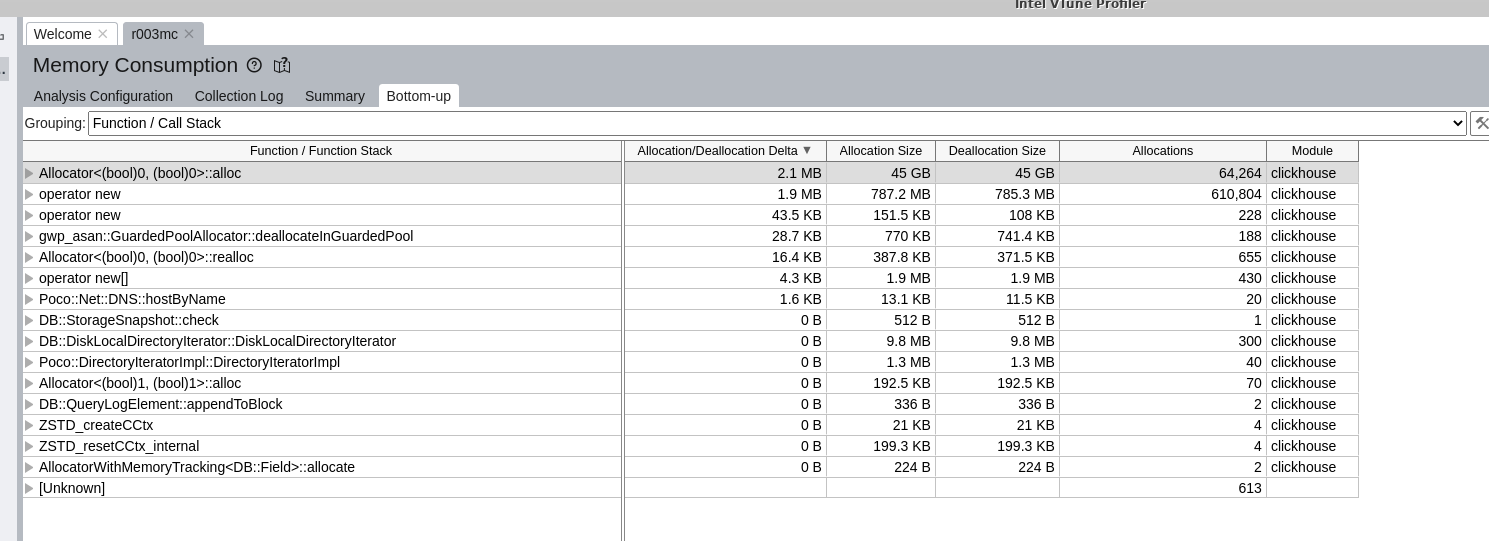 Intel VTune Profiler
Welcome
r003mc
Memory Consumption
Analysis Configuration Collection Log Summary Bottom-up
Grouping: Function / Call Stack
Function / Function Stack Allocation/Deallocation Delta Allocation Size Deallocation Size Allocations Module
Allocator<(bool)0, (bool)0>::alloc 2.1 MB 45 GB 45 GB 64,264 clickhouse
operator new 1.9 MB 787.2 MB 785.3 MB 610,804 clickhouse
operator new 43.5 KB 151.5 KB 108 KB 228 clickhouse
gwp_asan::GuardedPoolAllocator::deallocateInGuardedPool 28.7 KB 770 KB 741.4 KB 188 clickhouse
Allocator<(bool)0, (bool)0>::realloc 16.4 KB 387.8 KB 371.5 KB 655 clickhouse
operator new[] 4.3 KB 1.9 MB 1.9 MB 430 clickhouse
Poco::Net::DNS::hostByName 1.6 KB 13.1 KB 11.5 KB 20 clickhouse
DB::StorageSnapshot::check 0 B 512 B 512 B 1 clickhouse
DB::DiskLocalDirectoryIterator::DiskLocalDirectoryIterator 0 B 9.8 MB 9.8 MB 300 clickhouse
Poco::DirectoryIteratorImpl::DirectoryIteratorImpl 0 B 1.3 MB 1.3 MB 40 clickhouse
Allocator<(bool)1, (bool)1>::alloc 0 B 192.5 KB 192.5 KB 70 clickhouse
DB::QueryLogElement::appendToBlock 0 B 336 B 336 B 2 clickhouse
ZSTD_createCCtx 0 B 21 KB 21 KB 4 clickhouse
ZSTD_resetCCtx_internal 0 B 199.3 KB 199.3 KB 4 clickhouse
AllocatorWithMemoryTracking<DB::Field>::allocate 0 B 224 B 224 B 2 clickhouse
[Unknown] 613